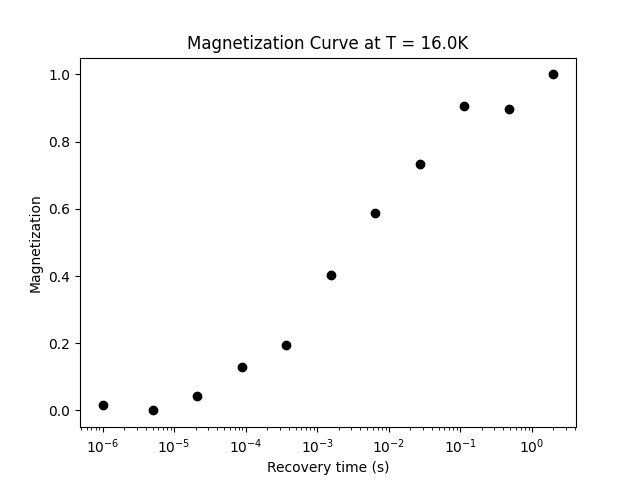 Magnetization Curve at T = 16.0K
1.0
0.8
0.6
0.4
0.2
0.0
Magnetization
10⁻⁶ 10⁻⁵ 10⁻⁴ 10⁻³ 10⁻² 10⁻¹ 10⁰
Recovery time (s)